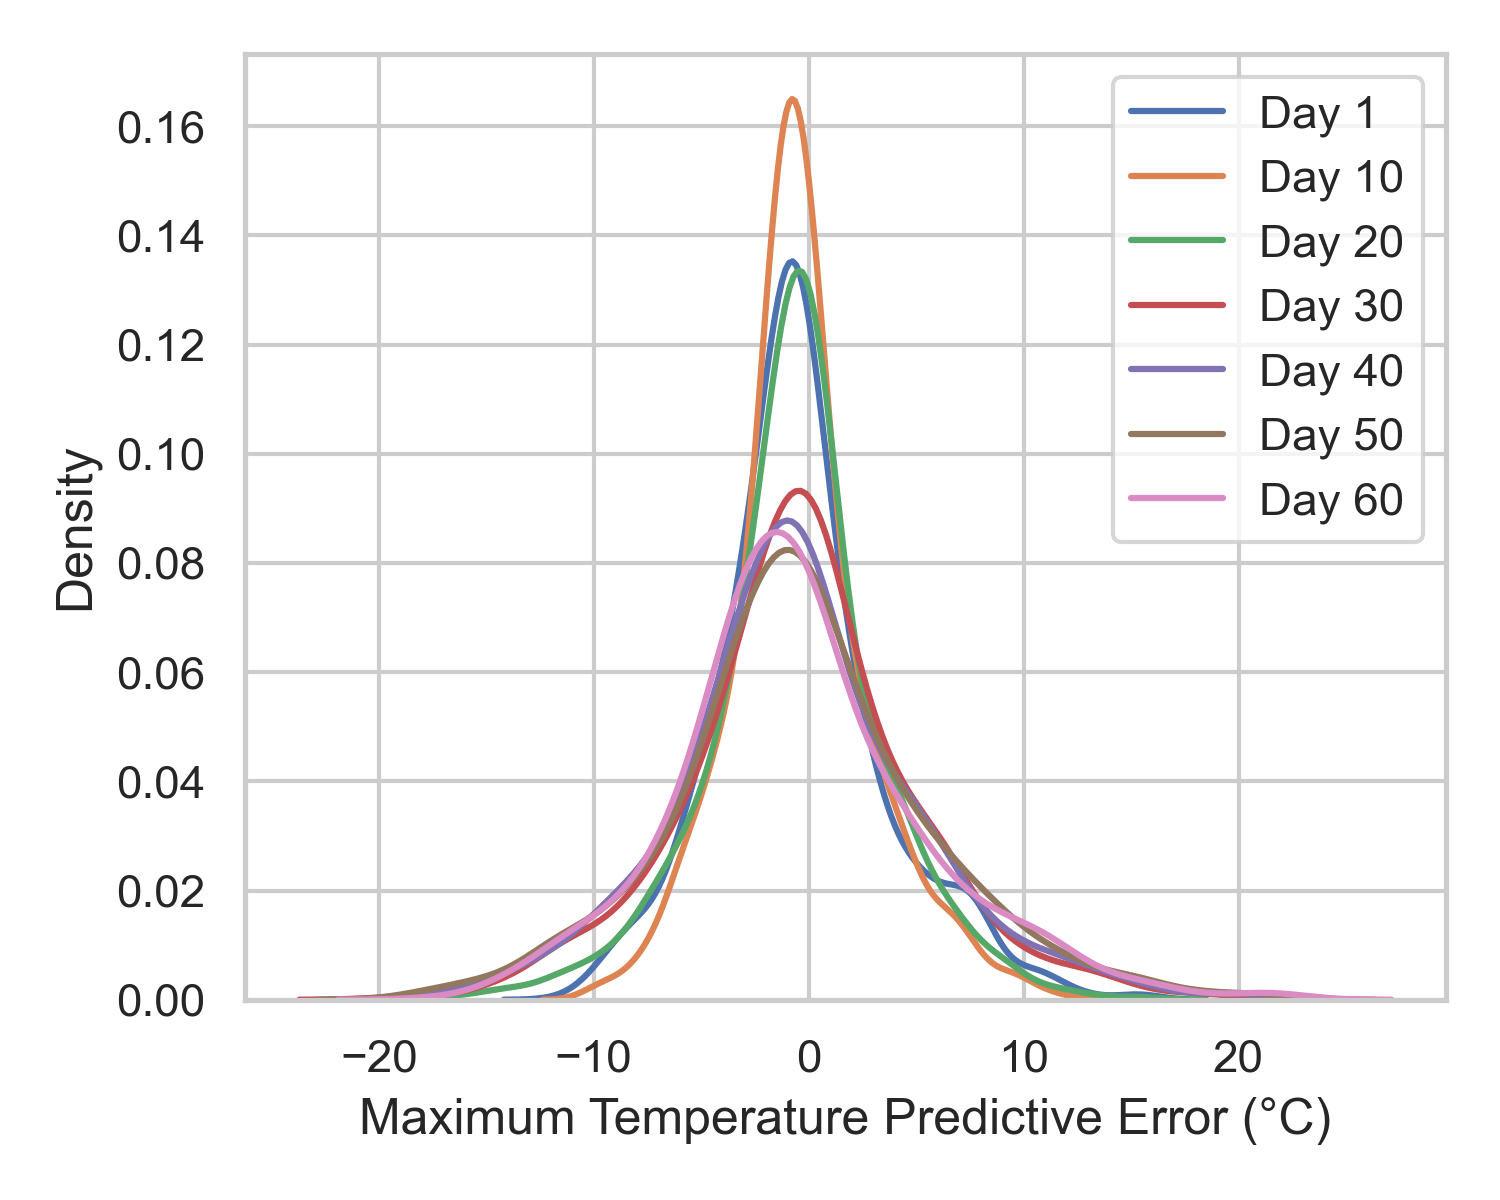 Day 1
Day 10
Day 20
Day 30
Day 40
Day 50
Day 60
0.16
0.14
0.12
0.10
0.08
0.06
0.04
0.02
0.00
Density
−20
−10
0
10
20
Maximum Temperature Predictive Error (°C)